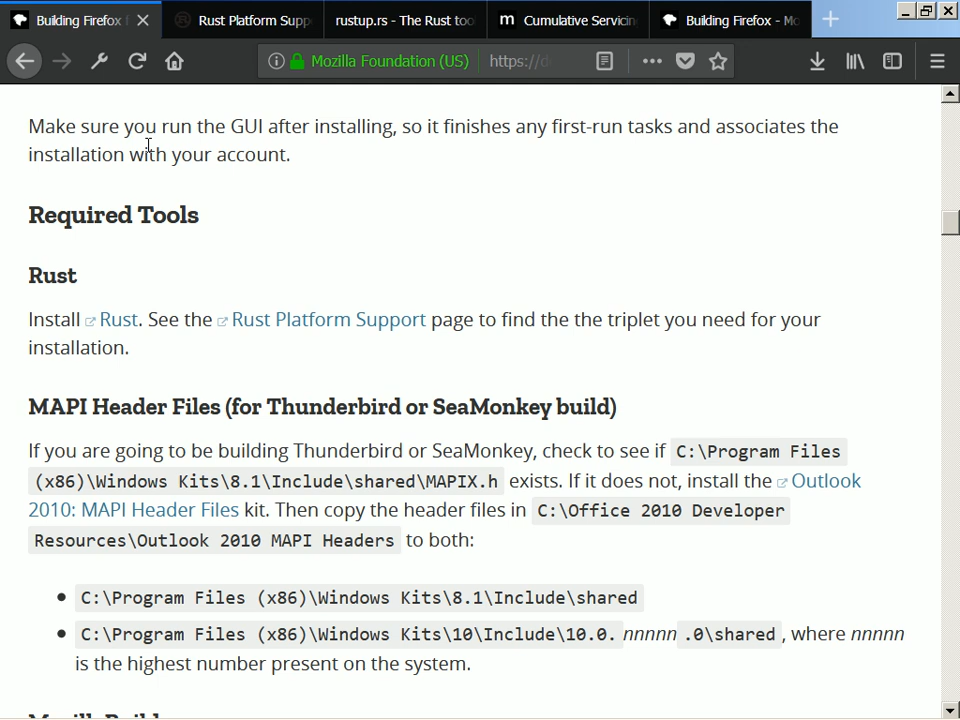 Building Firefox f
Rust Platform Supp
rustup.rs - The Rust too
Cumulative Servicin
Building Firefox - Mo
Mozilla Foundation (US)
https://d
Make sure you run the GUI after installing, so it finishes any first-run tasks and associates the
installation with your account.
Required Tools
Rust
Install Rust. See the Rust Platform Support page to find the the triplet you need for your
installation.
MAPI Header Files (for Thunderbird or SeaMonkey build)
If you are going to be building Thunderbird or SeaMonkey, check to see if C:\Program Files
(x86)\Windows Kits\8.1\Include\shared\MAPIX.h exists. If it does not, install the Outlook
2010: MAPI Header Files kit. Then copy the header files in C:\Office 2010 Developer
Resources\Outlook 2010 MAPI Headers to both:
C:\Program Files (x86)\Windows Kits\8.1\Include\shared
C:\Program Files (x86)\Windows Kits\10\Include\10.0.nnnnn.0\shared, where nnnnn
is the highest number present on the system.